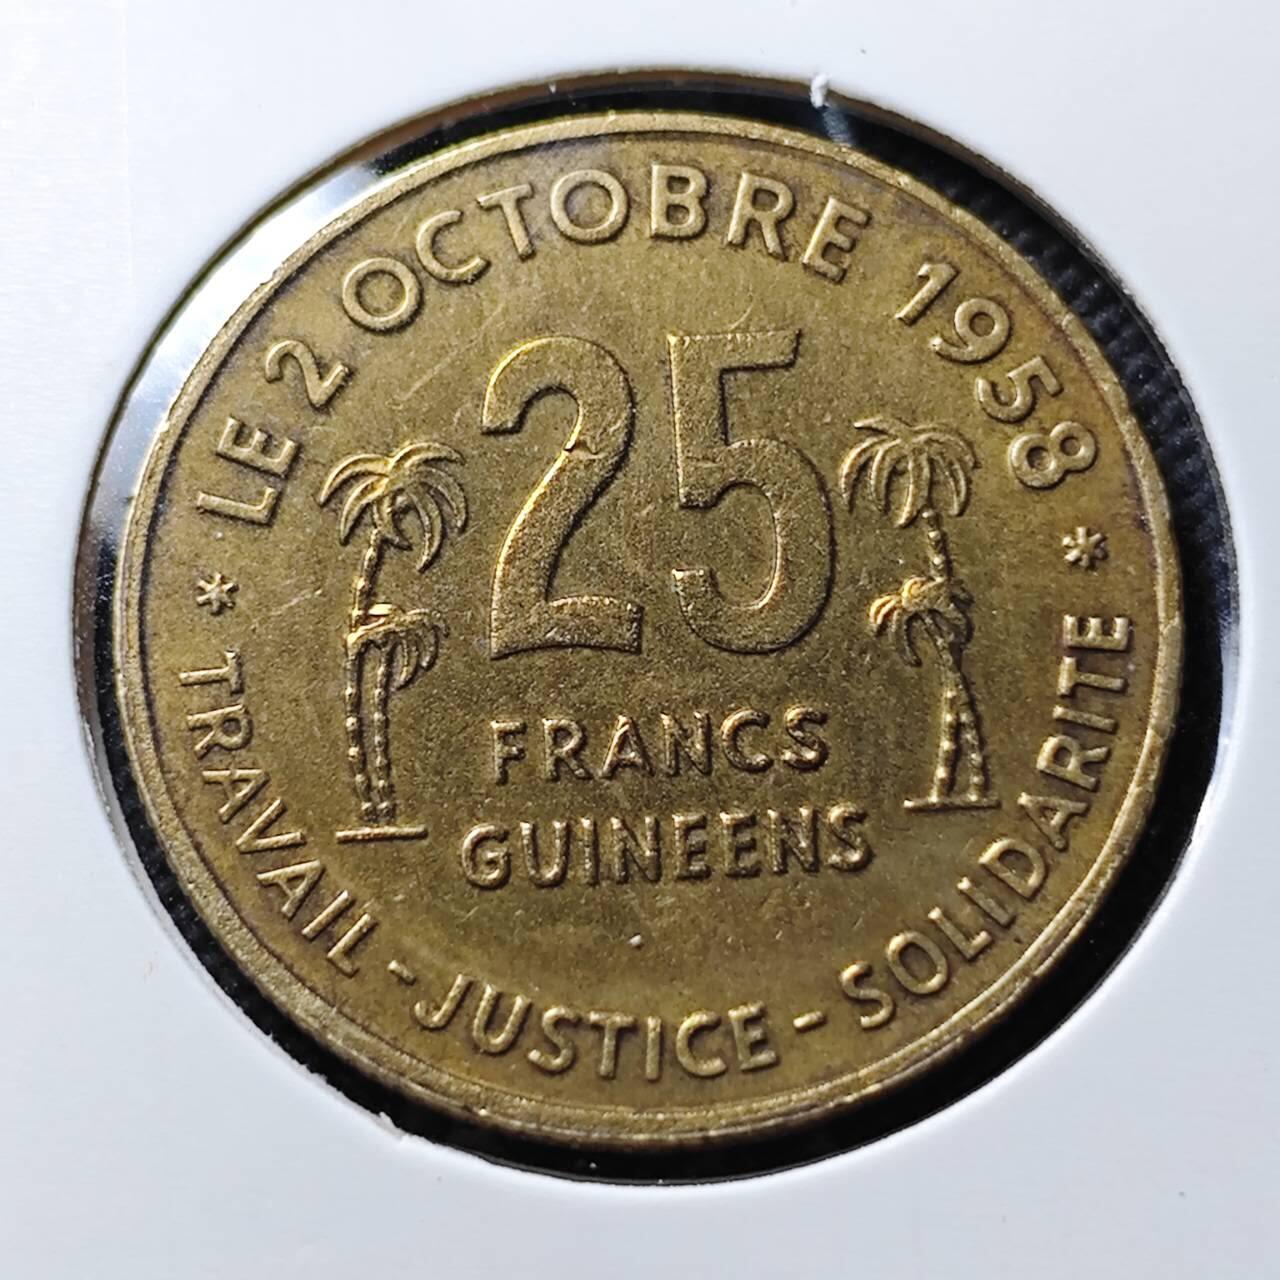 * LE 2 OCTOBRE 1958 *
25
FRANCS
GUINEENS
TRAVAIL - JUSTICE - SOLIDARITE